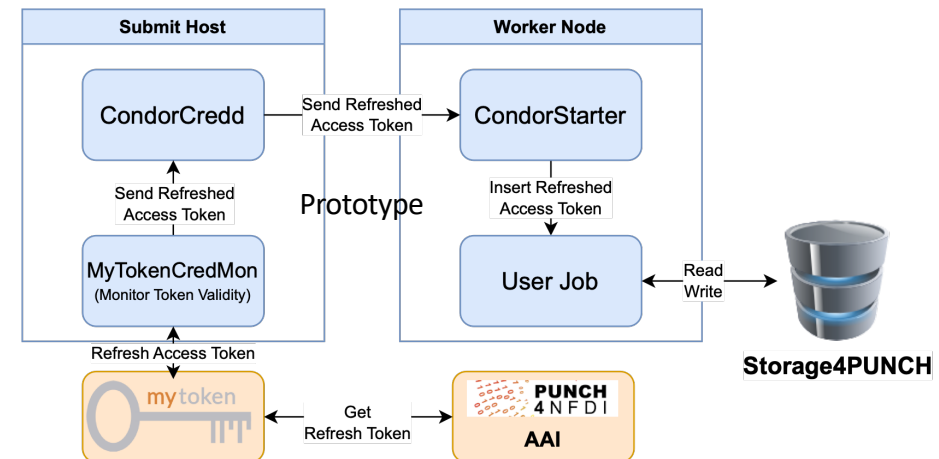 Submit Host
Worker Node
CondorCredd
Send Refreshed
Access Token
CondorStarter
Send Refreshed
Access Token
Prototype
Insert Refreshed
Access Token
MyTokenCredMon
(Monitor Token Validity)
User Job
Read
Write
Storage4PUNCH
Refresh Access Token
mytoken
Get
Refresh Token
PUNCH
4NFDI
AAI